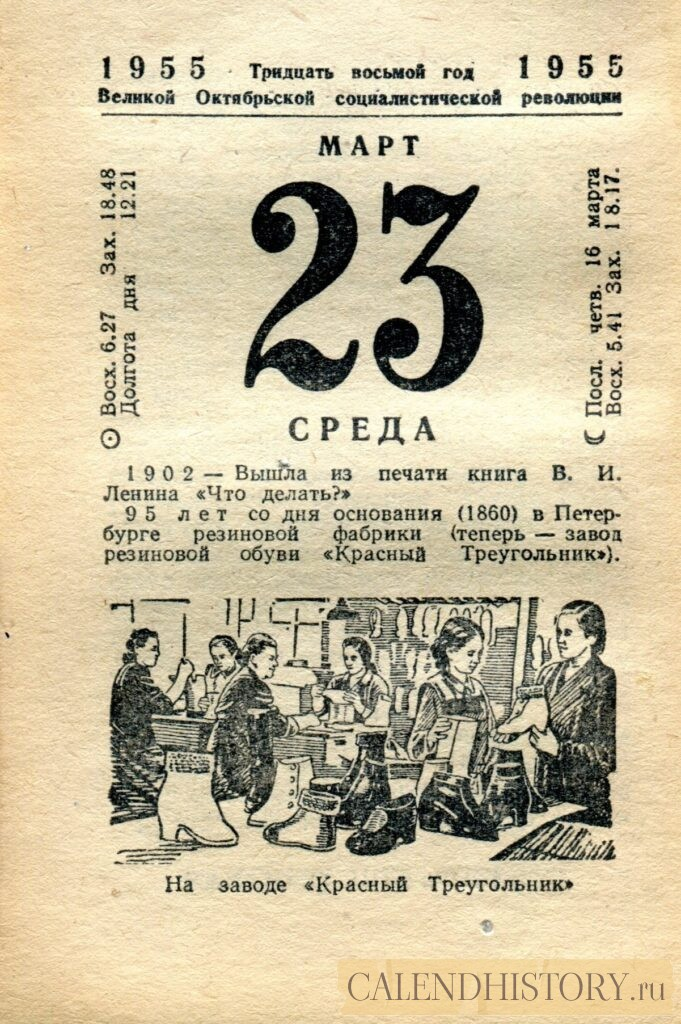 1955 Тридцать восьмой год 1955
Великой Октябрьской социалистической революции
МАРТ
Восх. 6.27 Зах. 18.48
Долгота дня 12.21
23
Посл. четв. 16 марта
Восх. 5.41 Зах. 18.17.
СРЕДА
1902 — Вышла из печати книга В. И.
Ленина «Что делать?»
95 лет со дня основания (1860) в Петер-
бурге резиновой фабрики (теперь — завод
резиновой обуви «Красный Треугольник»).
На заводе «Красный Треугольник»
CALENDHISTORY.ru